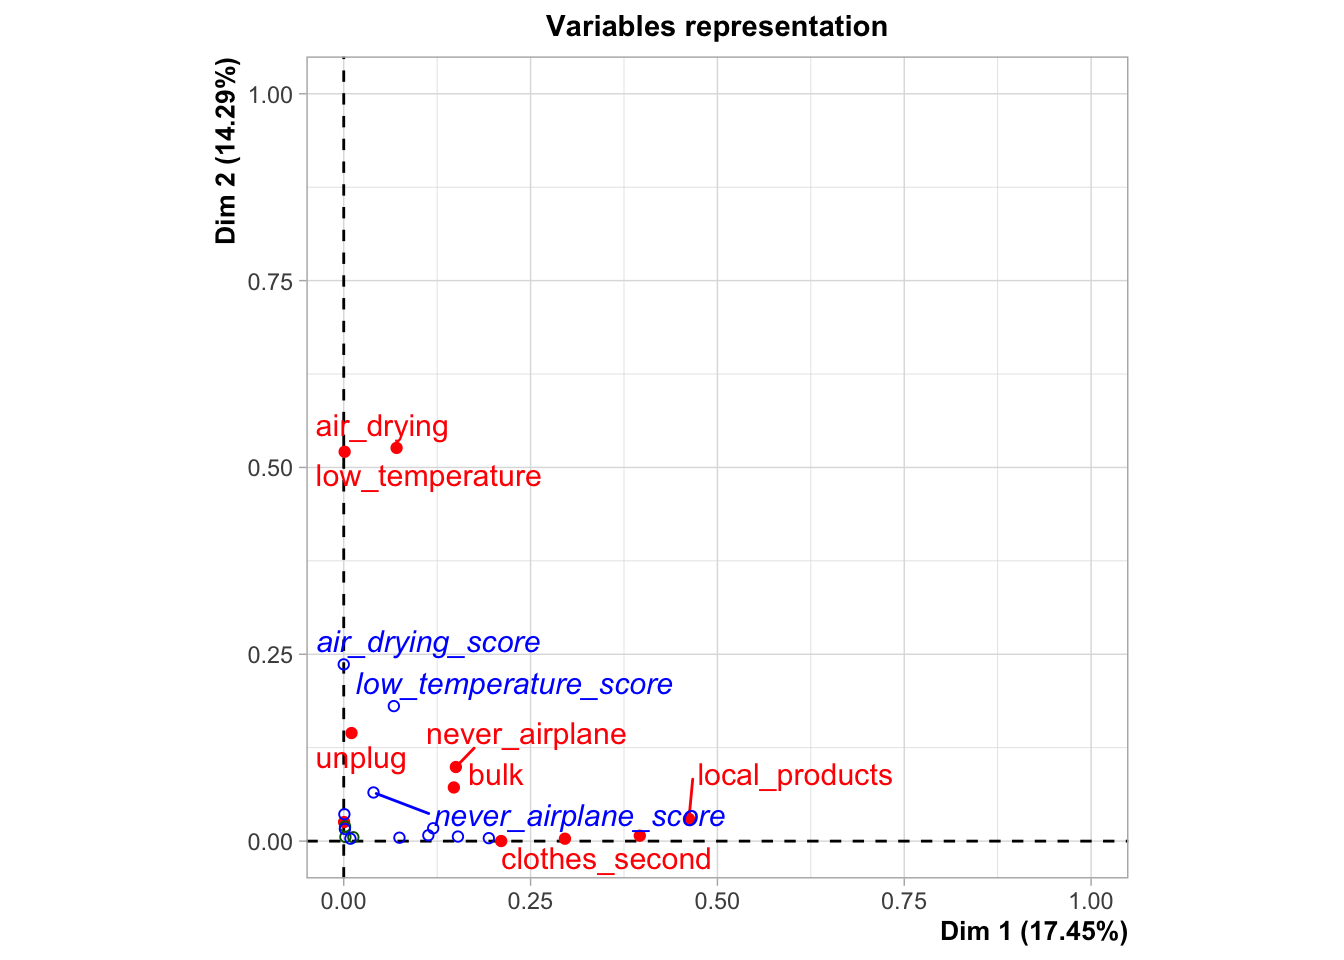 Variables representation
Dim 2 (14.29%)
1.00
0.75
0.50
0.25
0.00
air_drying
low_temperature
air_drying_score
low_temperature_score
never_airplane
unplug
bulk
local_products
never_airplane_score
clothes_second
0.00 0.25 0.50 0.75 1.00
Dim 1 (17.45%)